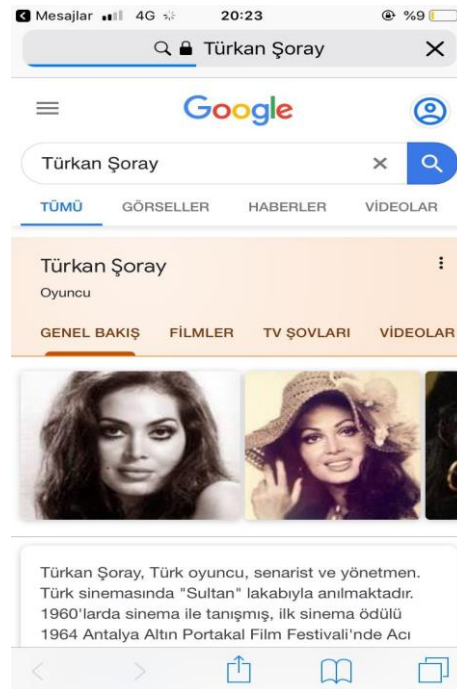 Mesajlar 4G 20:23 %9
Türkan Şoray
Google
Türkan Şoray
TÜMÜ GÖRSELLER HABERLER VİDEOLAR
Türkan Şoray
Oyuncu
GENEL BAKIŞ FİLMLER TV ŞOVLARI VİDEOLAR
Türkan Şoray, Türk oyuncu, senarist ve yönetmen.
Türk sinemasında "Sultan" lakabıyla anılmaktadır.
1960'larda sinema ile tanışmış, ilk sinema ödülü
1964 Antalya Altın Portakal Film Festivali'nde Acı